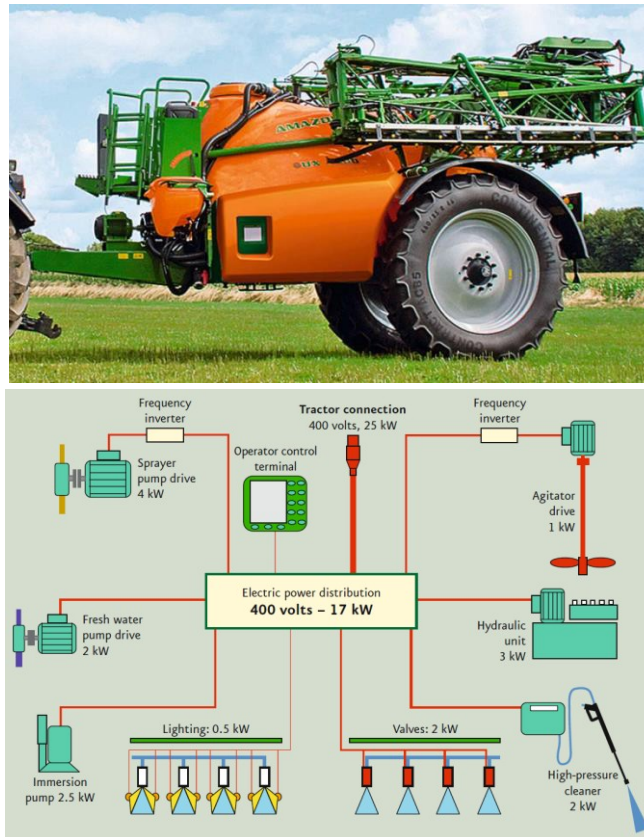 AMAZONE
UX
CONTINENTAL
CONTRACT AC65
Frequency
inverter
Tractor connection
400 volts, 25 kW
Frequency
inverter
Sprayer
pump drive
4 kW
Operator control
terminal
Agitator
drive
1 kW
Electric power distribution
400 volts – 17 kW
Fresh water
pump drive
2 kW
Hydraulic
unit
3 kW
Lighting: 0.5 kW
Valves: 2 kW
Immersion
pump 2.5 kW
High-pressure
cleaner
2 kW